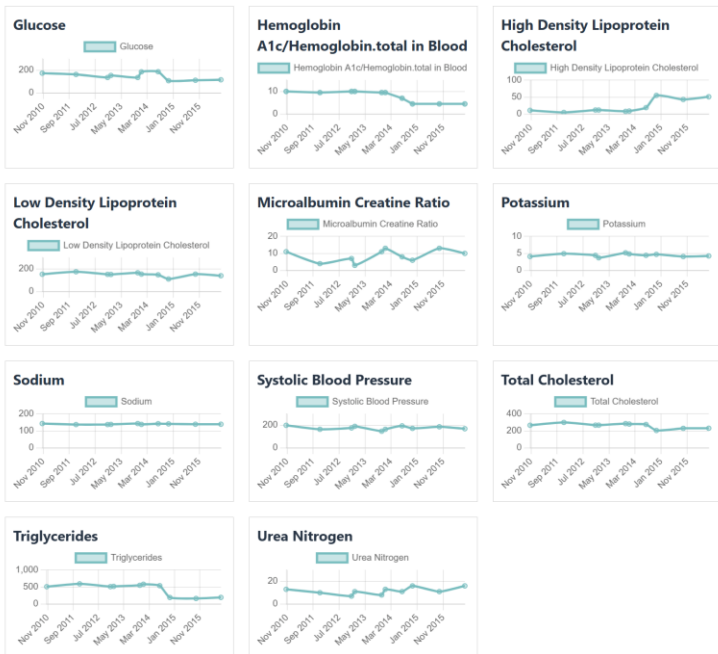 Glucose
Glucose
200
0
Nov 2010 Sep 2011 Jul 2012 May 2013 Mar 2014 Jan 2015 Nov 2015
Hemoglobin
A1c/Hemoglobin.total in Blood
Hemoglobin A1c/Hemoglobin.total in Blood
10
0
Nov 2010 Sep 2011 Jul 2012 May 2013 Mar 2014 Jan 2015 Nov 2015
High Density Lipoprotein
Cholesterol
High Density Lipoprotein Cholesterol
100
50
0
Nov 2010 Sep 2011 Jul 2012 May 2013 Mar 2014 Jan 2015 Nov 2015
Low Density Lipoprotein
Cholesterol
Low Density Lipoprotein Cholesterol
200
0
Nov 2010 Sep 2011 Jul 2012 May 2013 Mar 2014 Jan 2015 Nov 2015
Microalbumin Creatine Ratio
Microalbumin Creatine Ratio
20
10
0
Nov 2010 Sep 2011 Jul 2012 May 2013 Mar 2014 Jan 2015 Nov 2015
Potassium
Potassium
10
5
0
Nov 2010 Sep 2011 Jul 2012 May 2013 Mar 2014 Jan 2015 Nov 2015
Sodium
Sodium
200
100
0
Nov 2010 Sep 2011 Jul 2012 May 2013 Mar 2014 Jan 2015 Nov 2015
Systolic Blood Pressure
Systolic Blood Pressure
200
0
Nov 2010 Sep 2011 Jul 2012 May 2013 Mar 2014 Jan 2015 Nov 2015
Total Cholesterol
Total Cholesterol
400
200
0
Nov 2010 Sep 2011 Jul 2012 May 2013 Mar 2014 Jan 2015 Nov 2015
Triglycerides
Triglycerides
1,000
500
0
Nov 2010 Sep 2011 Jul 2012 May 2013 Mar 2014 Jan 2015 Nov 2015
Urea Nitrogen
Urea Nitrogen
20
0
Nov 2010 Sep 2011 Jul 2012 May 2013 Mar 2014 Jan 2015 Nov 2015